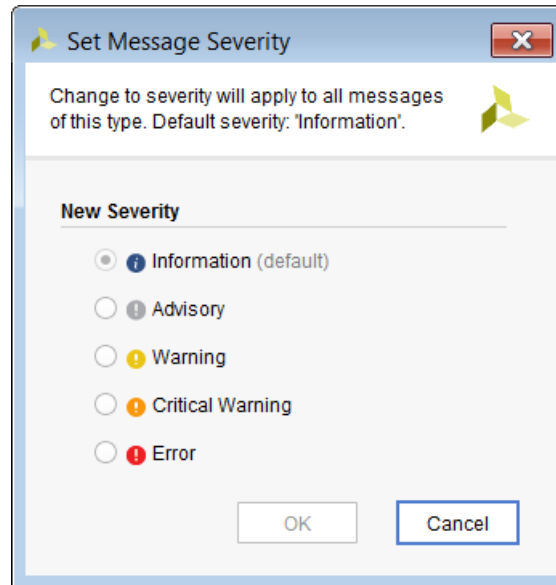 Set Message Severity
Change to severity will apply to all messages
of this type. Default severity: 'Information'.
New Severity
Information (default)
Advisory
Warning
Critical Warning
Error
OK
Cancel